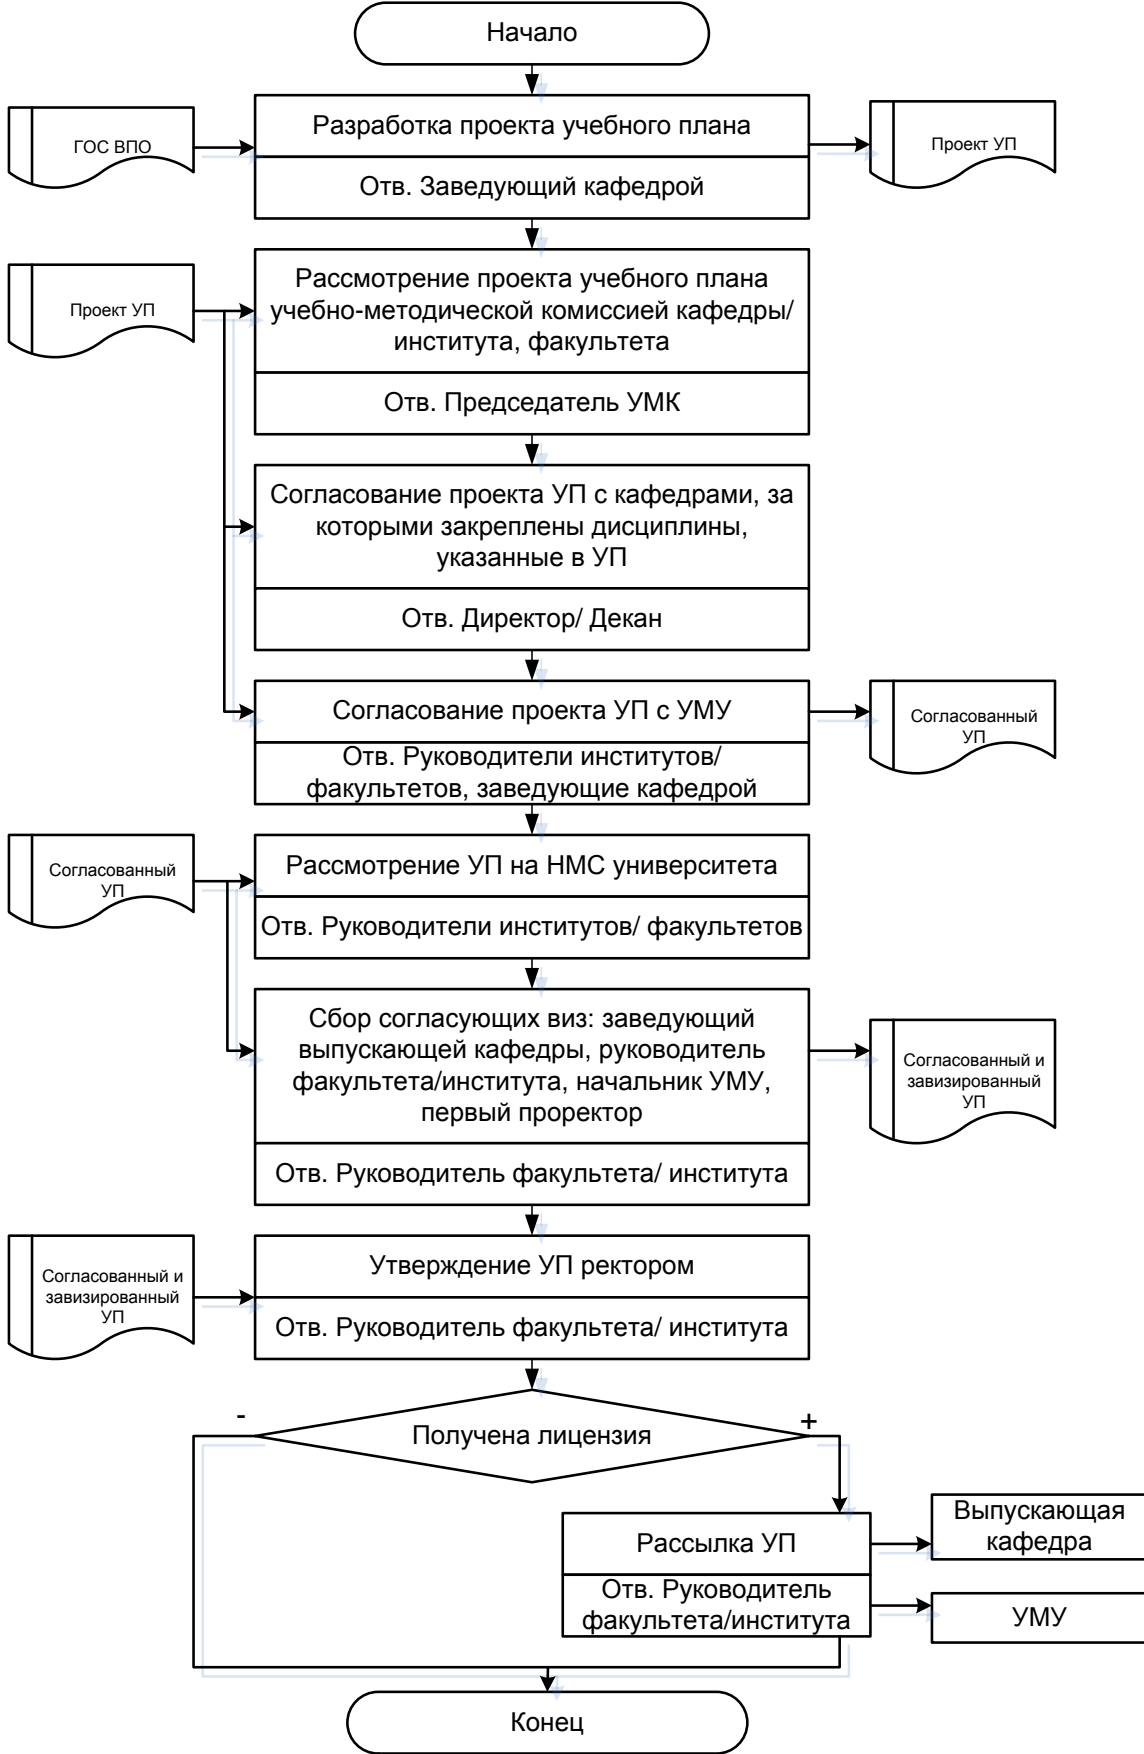 Начало
ГОС ВПО
Разработка проекта учебного плана
Отв. Заведующий кафедрой
Проект УП
Проект УП
Рассмотрение проекта учебного плана
учебно-методической комиссией кафедры/
института, факультета
Отв. Председатель УМК
Согласование проекта УП с кафедрами, за
которыми закреплены дисциплины,
указанные в УП
Отв. Директор/ Декан
Согласование проекта УП с УМУ
Отв. Руководители институтов/
факультетов, заведующие кафедрой
Согласованный
УП
Согласованный
УП
Рассмотрение УП на НМС университета
Отв. Руководители институтов/ факультетов
Сбор согласующих виз: заведующий
выпускающей кафедры, руководитель
факультета/института, начальник УМУ,
первый проректор
Отв. Руководитель факультета/ института
Согласованный и
завизированный
УП
Согласованный и
завизированный
УП
Утверждение УП ректором
Отв. Руководитель факультета/ института
-
Получена лицензия
+
Рассылка УП
Отв. Руководитель
факультета/института
Выпускающая
кафедра
УМУ
Конец